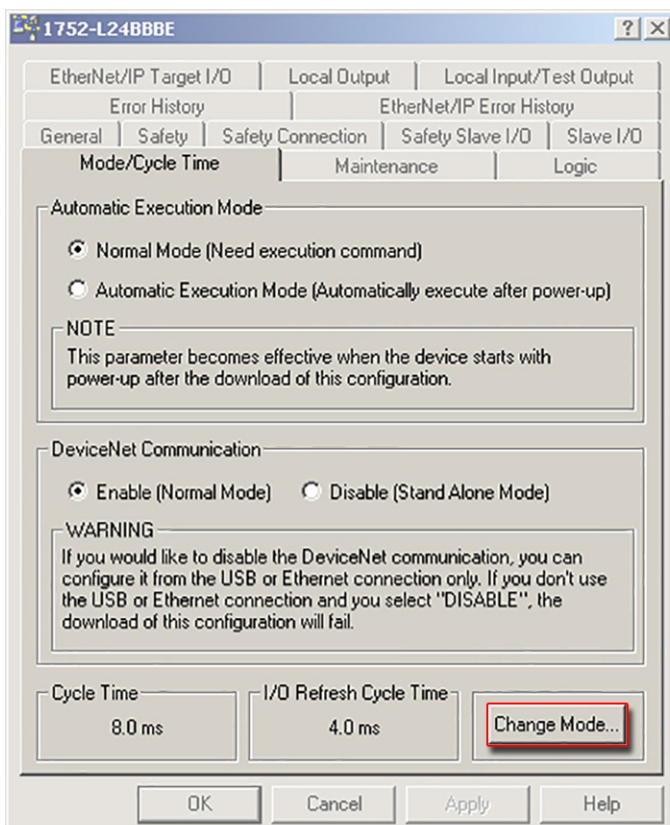 1752-L24BBBE
EtherNet/IP Target I/O Local Output Local Input/Test Output
Error History EtherNet/IP Error History
General Safety Safety Connection Safety Slave I/O Slave I/O
Mode/Cycle Time Maintenance Logic
Automatic Execution Mode
Normal Mode (Need execution command)
Automatic Execution Mode (Automatically execute after power-up)
NOTE
This parameter becomes effective when the device starts with
power-up after the download of this configuration.
DeviceNet Communication
Enable (Normal Mode) Disable (Stand Alone Mode)
WARNING
If you would like to disable the DeviceNet communication, you can
configure it from the USB or Ethernet connection only. If you don't use
the USB or Ethernet connection and you select "DISABLE", the
download of this configuration will fail.
Cycle Time I/O Refresh Cycle Time
8.0 ms 4.0 ms Change Mode...
OK Cancel Apply Help